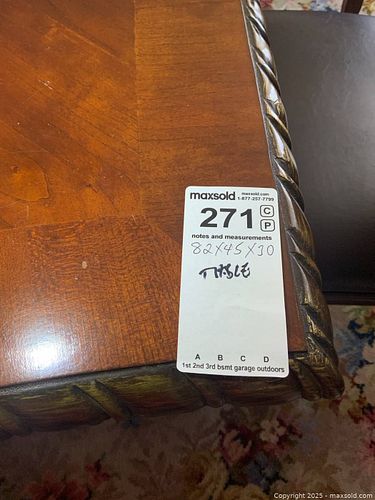 maxsold maxsold.com
1-877-257-7799
271 C
P
notes and measurements
82X45X30
TABLE
A B C D
1st 2nd 3rd bsmt garage outdoors
Copyright 2025 - maxsold.com